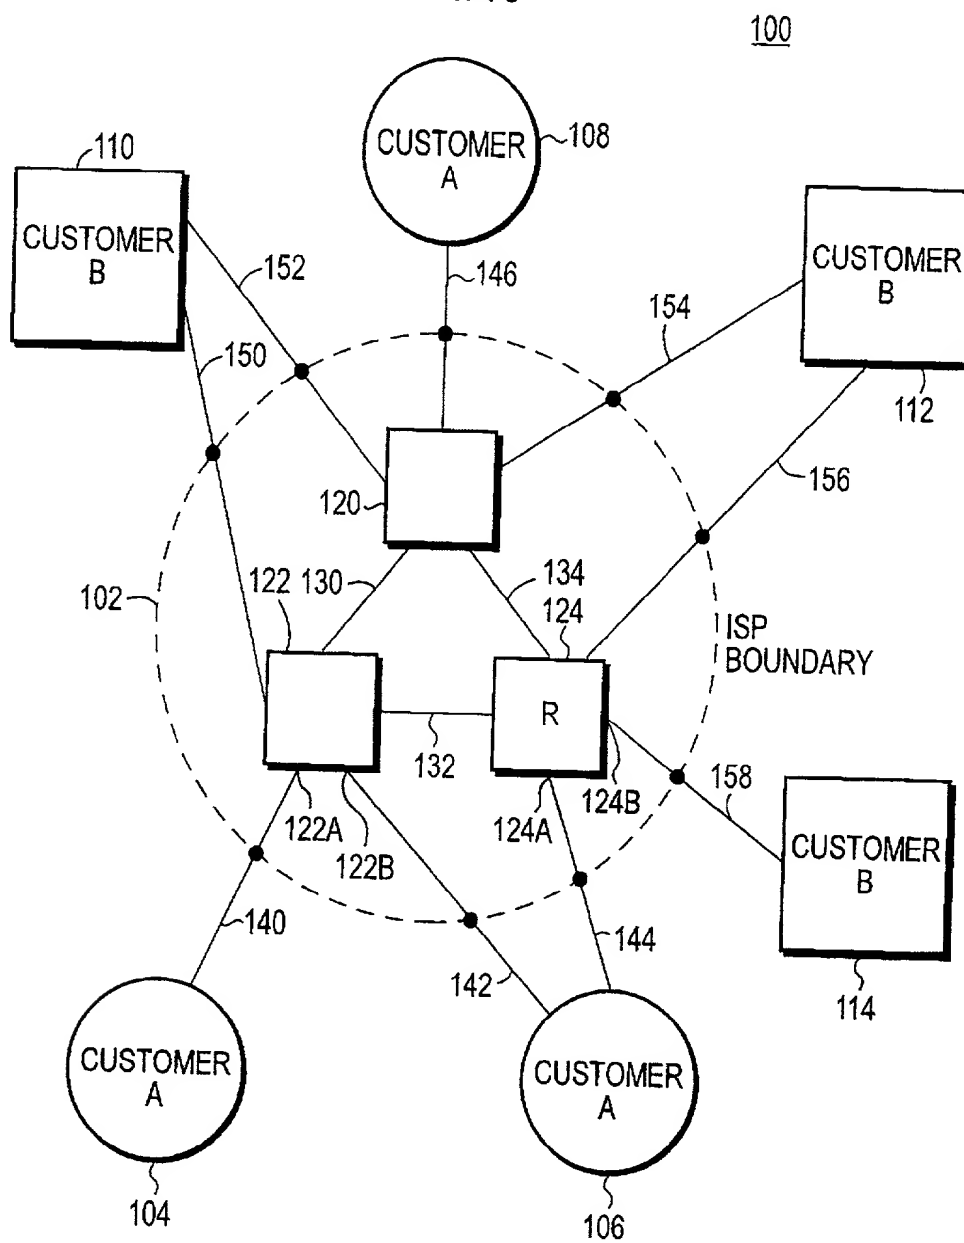 100
CUSTOMER
A
108
110
CUSTOMER
B
152
146
154
CUSTOMER
B
112
150
156
120
102
122
130
134
124
ISP
BOUNDARY
R
132
122A
122B
124A
124B
158
CUSTOMER
B
114
140
142
144
CUSTOMER
A
104
CUSTOMER
A
106